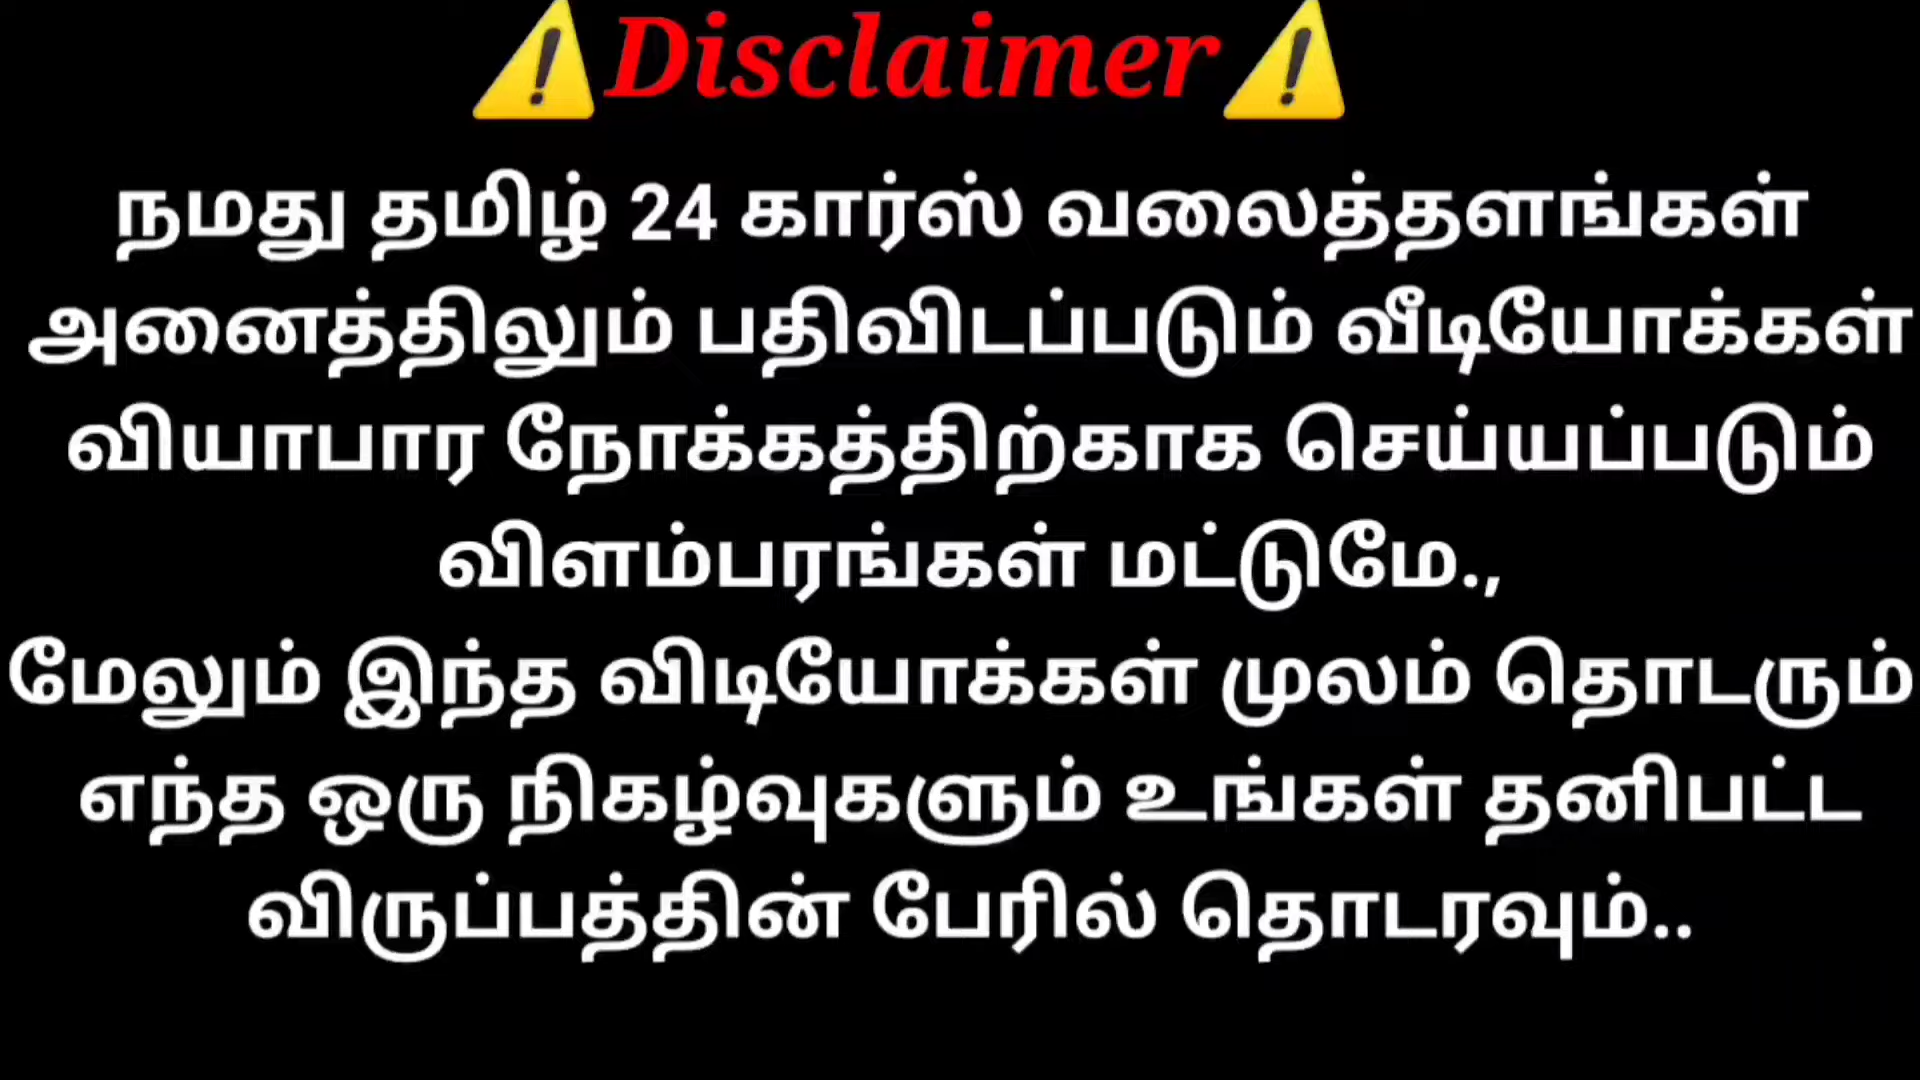 ⚠️Disclaimer⚠️
நமது தமிழ் 24 கார்ஸ் வலைத்தளங்கள்
அனைத்திலும் பதிவிடப்படும் வீடியோக்கள்
வியாபார நோக்கத்திற்காக செய்யப்படும்
விளம்பரங்கள் மட்டுமே.,
மேலும் இந்த விடியோக்கள் முலம் தொடரும்
எந்த ஒரு நிகழ்வுகளும் உங்கள் தனிபட்ட
விருப்பத்தின் பேரில் தொடரவும்..